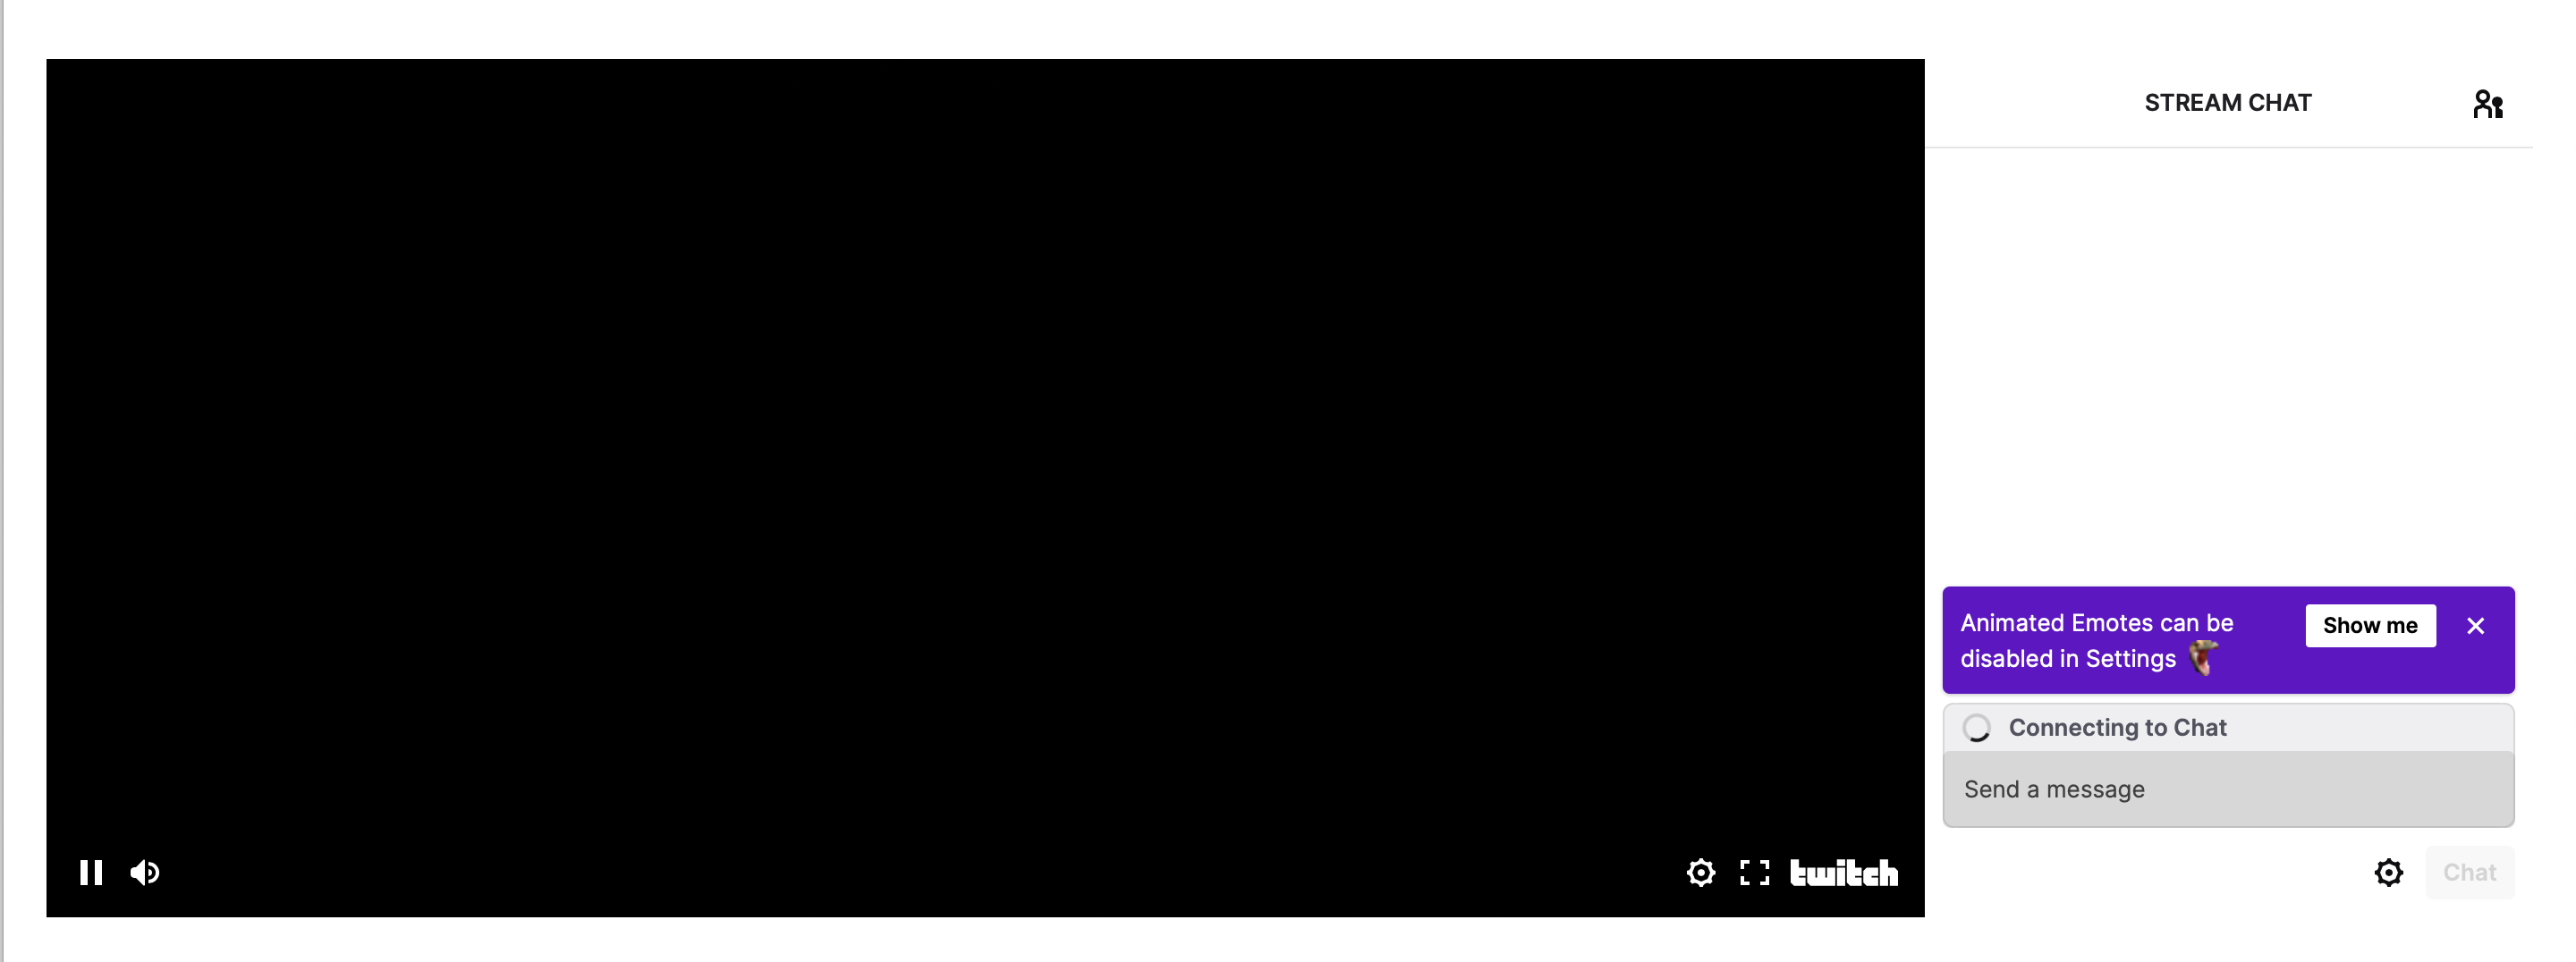 STREAM CHAT
Animated Emotes can be
disabled in Settings
Show me
Connecting to Chat
Send a message
twitch
Chat